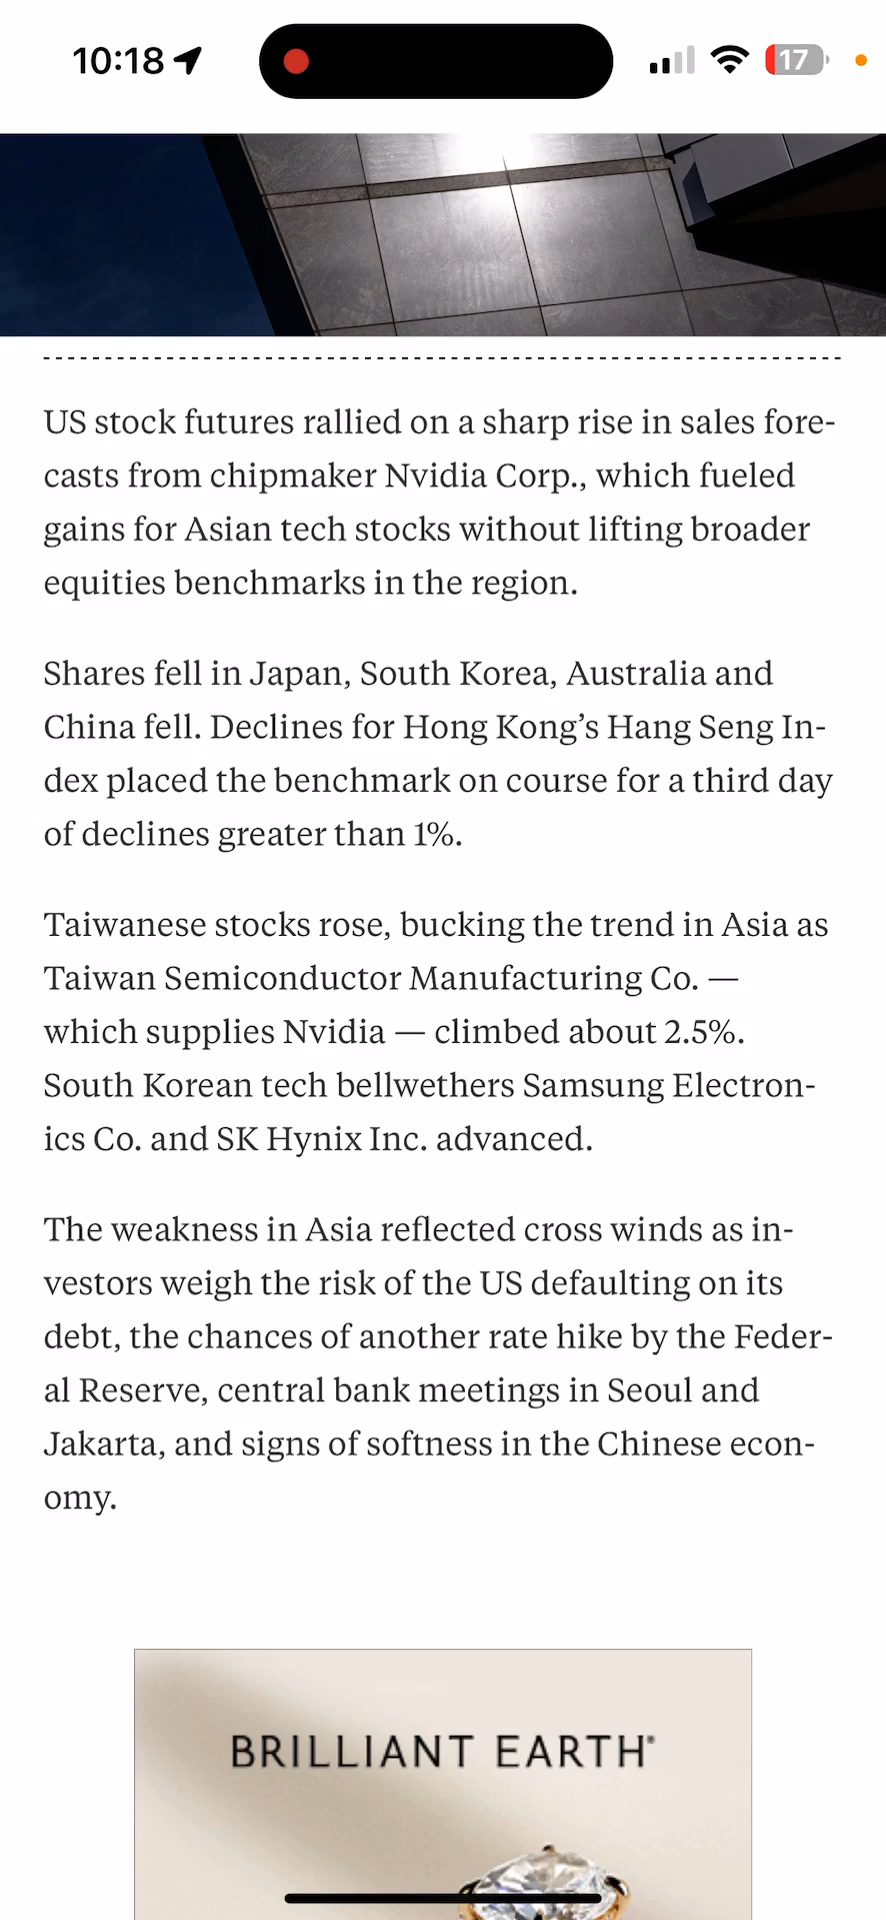 10:18
17
US stock futures rallied on a sharp rise in sales fore-
casts from chipmaker Nvidia Corp., which fueled
gains for Asian tech stocks without lifting broader
equities benchmarks in the region.
Shares fell in Japan, South Korea, Australia and
China fell. Declines for Hong Kong’s Hang Seng In-
dex placed the benchmark on course for a third day
of declines greater than 1%.
Taiwanese stocks rose, bucking the trend in Asia as
Taiwan Semiconductor Manufacturing Co. —
which supplies Nvidia — climbed about 2.5%.
South Korean tech bellwethers Samsung Electron-
ics Co. and SK Hynix Inc. advanced.
The weakness in Asia reflected cross winds as in-
vestors weigh the risk of the US defaulting on its
debt, the chances of another rate hike by the Feder-
al Reserve, central bank meetings in Seoul and
Jakarta, and signs of softness in the Chinese econ-
omy.
BRILLIANT EARTH®